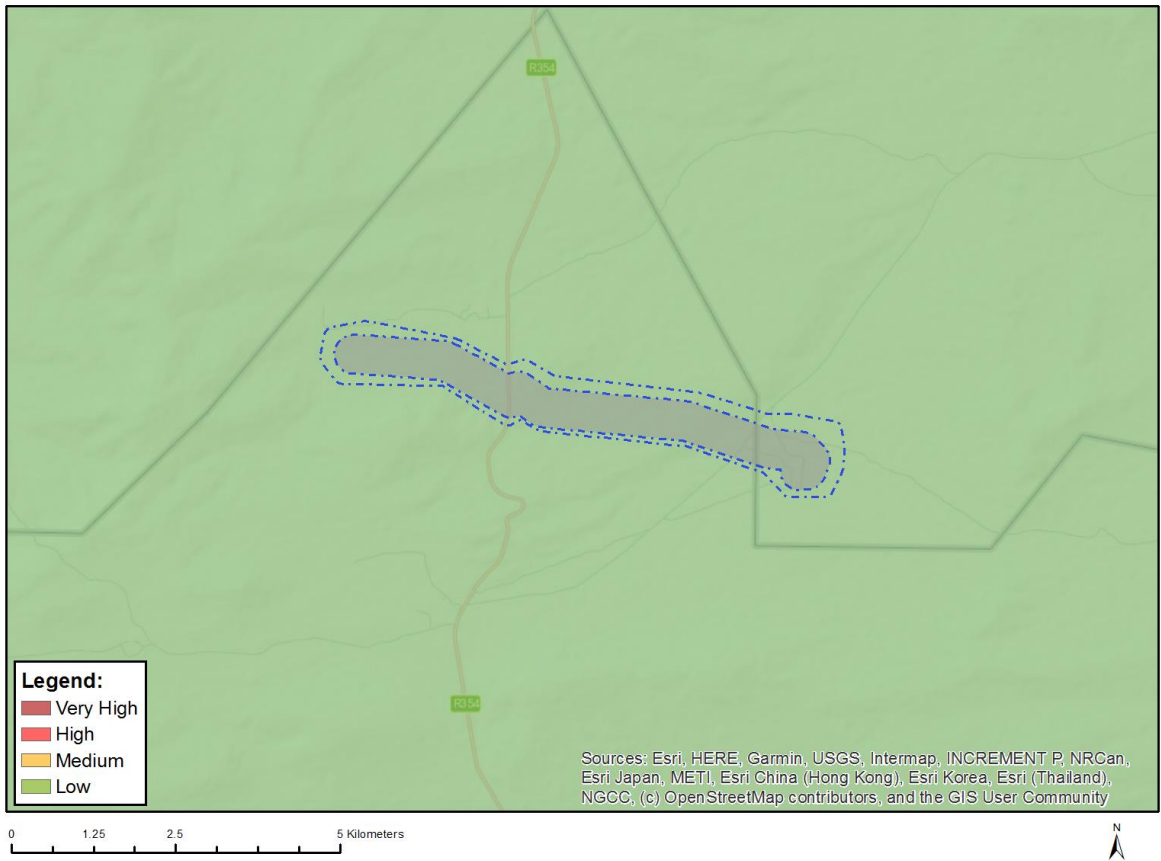 R354
R354
Legend:
Very High
High
Medium
Low
Sources: Esri, HERE, Garmin, USGS, Intermap, INCREMENT P, NRCan,
Esri Japan, METI, Esri China (Hong Kong), Esri Korea, Esri (Thailand),
NGCC, (c) OpenStreetMap contributors, and the GIS User Community
0 1.25 2.5 5 Kilometers
N